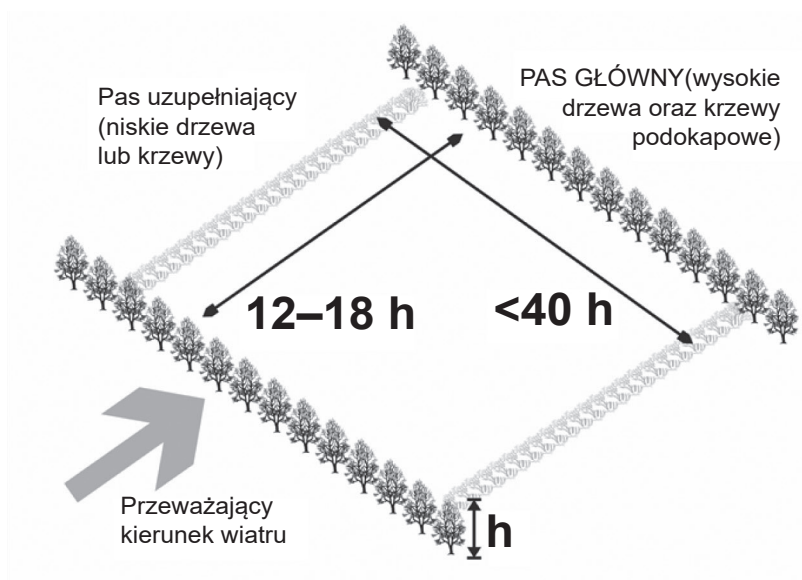 Pas uzupełniający
(niskie drzewa
lub krzewy)
PAS GŁÓWNY(wysokie
drzewa oraz krzewy
podokapowe)
12–18 h
<40 h
Przeważający
kierunek wiatru
h